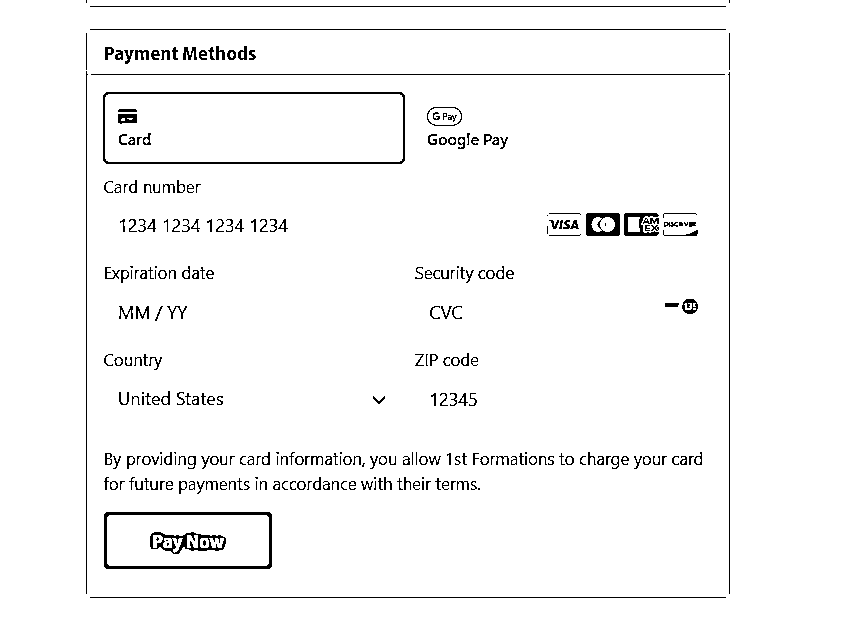 Payment Methods
Card
G Pay
Google Pay
Card number
1234 1234 1234 1234
VISA
AM
EX
DISCOVER
Expiration date
Security code
MM / YY
CVC
135
Country
ZIP code
United States
12345
By providing your card information, you allow 1st Formations to charge your card
for future payments in accordance with their terms.
Pay Now